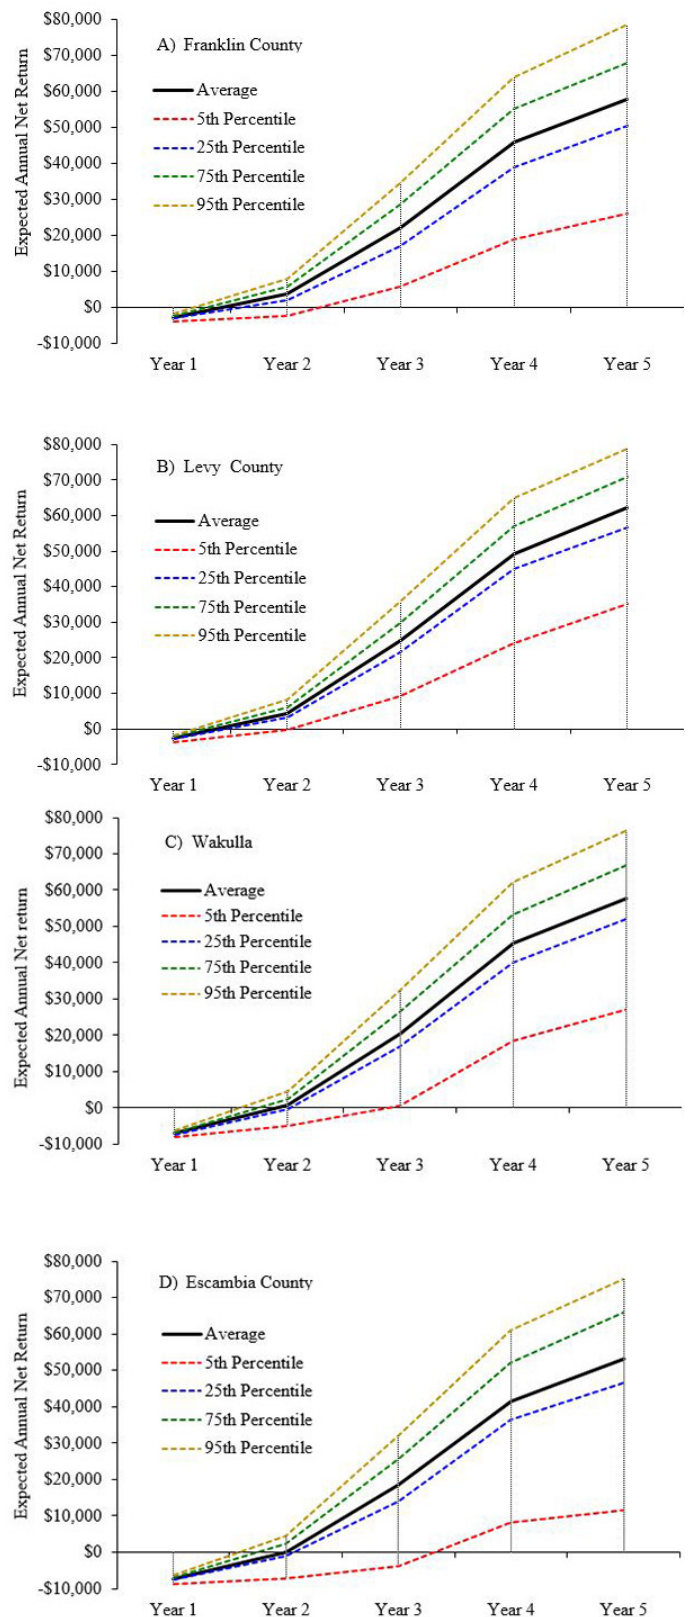 $80,000
$70,000
$60,000
$50,000
$40,000
$30,000
$20,000
$10,000
$0
-$10,000
Expected Annual Net Return
A) Franklin County
Average
5th Percentile
25th Percentile
75th Percentile
95th Percentile
Year 1 Year 2 Year 3 Year 4 Year 5
$80,000
$70,000
$60,000
$50,000
$40,000
$30,000
$20,000
$10,000
$0
-$10,000
Expected Annual Net Return
B) Levy County
Average
5th Percentile
25th Percentile
75th Percentile
95th Percentile
Year 1 Year 2 Year 3 Year 4 Year 5
$80,000
$70,000
$60,000
$50,000
$40,000
$30,000
$20,000
$10,000
$0
-$10,000
Expected Annual Net return
C) Wakulla
Average
5th Percentile
25th Percentile
75th Percentile
95th Percentile
Year 1 Year 2 Year 3 Year 4 Year 5
$80,000
$70,000
$60,000
$50,000
$40,000
$30,000
$20,000
$10,000
$0
-$10,000
Expected Annual Net Return
D) Escambia County
Average
5th Percentile
25th Percentile
75th Percentile
95th Percentile
Year 1 Year 2 Year 3 Year 4 Year 5